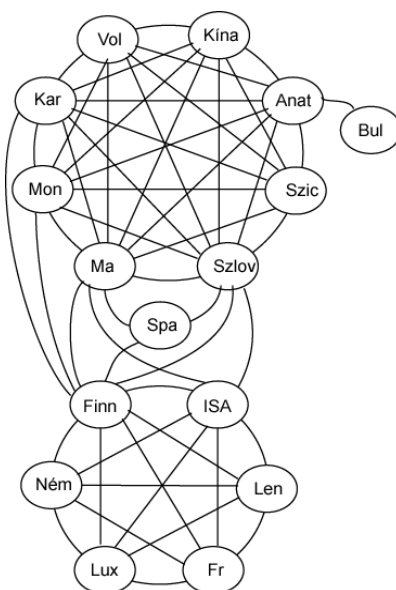 Vol
Kína
Kar
Anat
Bul
Mon
Szic
Ma
Szlov
Spa
Finn
ISA
Ném
Len
Lux
Fr